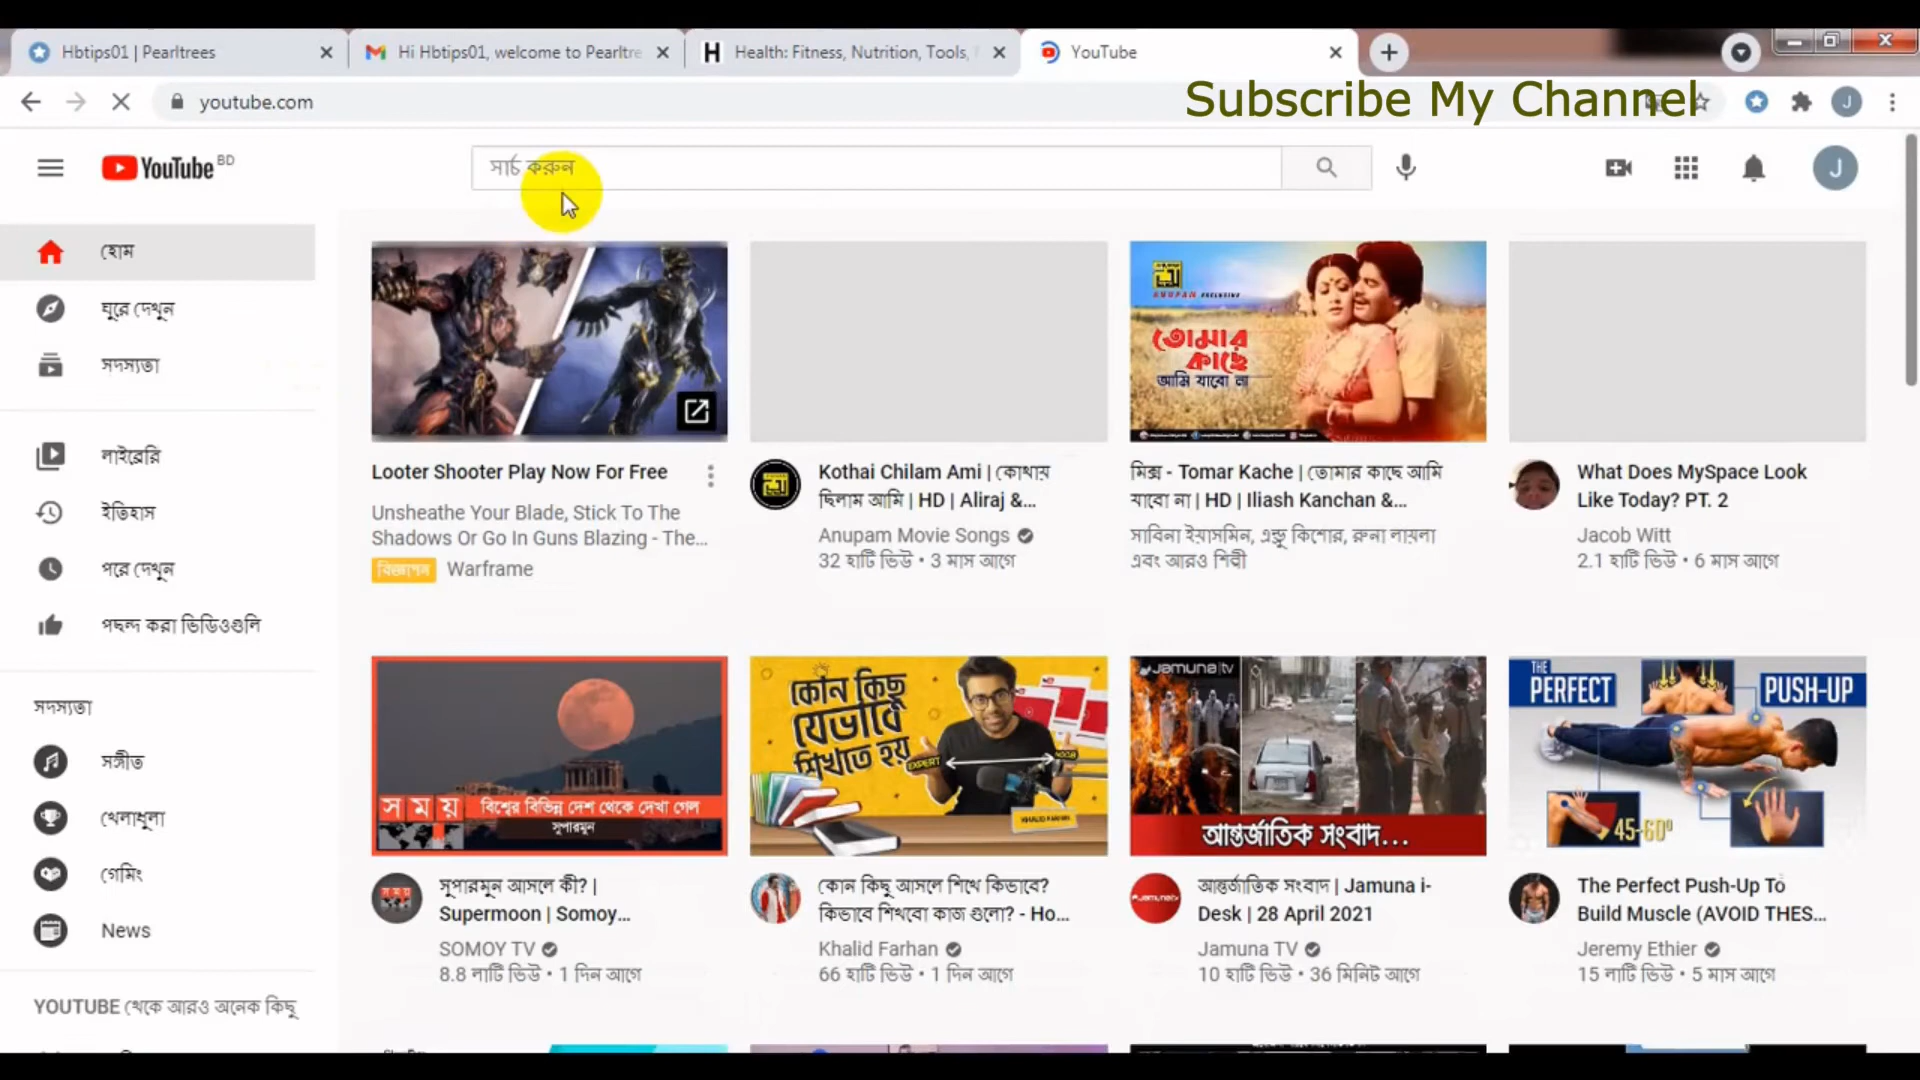 Hbtips01 | Pearltrees
Hi Hbtips01, welcome to Pearltre
Health: Fitness, Nutrition, Tools,
YouTube
youtube.com
Subscribe My Channel
YouTube BD
সার্চ করুন
J
হোম
ঘুরে দেখুন
সদস্যতা
লাইব্রেরি
ইতিহাস
পরে দেখুন
পছন্দ করা ভিডিওগুলি
সদস্যতা
সঙ্গীত
খেলাধুলা
গেমিং
News
YOUTUBE থেকে আরও অনেক কিছু
Looter Shooter Play Now For Free
Unsheathe Your Blade, Stick To The
Shadows Or Go In Guns Blazing - The...
বিজ্ঞাপন Warframe
Kothai Chilam Ami | কোথায়
ছিলাম আমি | HD | Aliraj &...
Anupam Movie Songs
32 হাটি ভিউ • 3 মাস আগে
ANUPAM
তোমার
কাছে
আমি যাবো না
মিক্স - Tomar Kache | তোমার কাছে আমি
যাবো না | HD | Iliash Kanchan &...
সাবিনা ইয়াসমিন, এন্ড্রু কিশোর, রুনা লায়লা
এবং আরও শিল্পী
What Does MySpace Look
Like Today? PT. 2
Jacob Witt
2.1 হাটি ভিউ • 6 মাস আগে
সময়
বিশ্বের বিভিন্ন দেশ থেকে দেখা গেল
সুপারমুন
সুপারমুন আসলে কী? |
Supermoon | Somoy...
SOMOY TV
8.8 লাটি ভিউ • 1 দিন আগে
কোন কিছু
যেভাবে
শিখতে হয়
EXPERT
NOOB
KHALID FARHAN
কোন কিছু আসলে শিখে কিভাবে?
কিভাবে শিখবো কাজ গুলো? - Ho...
Khalid Farhan
66 হাটি ভিউ • 1 দিন আগে
Jamuna tv
আন্তর্জাতিক সংবাদ...
আন্তর্জাতিক সংবাদ | Jamuna i-
Desk | 28 April 2021
Jamuna TV
10 হাটি ভিউ • 36 মিনিট আগে
THE
PERFECT
PUSH-UP
45-60°
The Perfect Push-Up To
Build Muscle (AVOID THES...
Jeremy Ethier
15 লাটি ভিউ • 5 মাস আগে